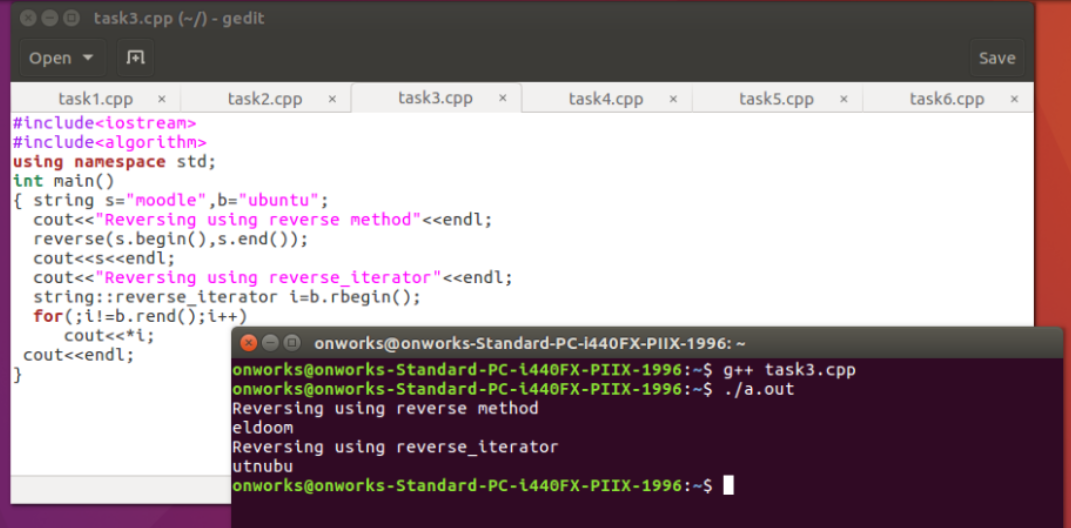 task3.cpp (~/) - gedit
Open
Save
task1.cpp × task2.cpp × task3.cpp × task4.cpp × task5.cpp × task6.cpp ×
#include<iostream>
#include<algorithm>
using namespace std;
int main()
{ string s="moodle",b="ubuntu";
  cout<<"Reversing using reverse method"<<endl;
  reverse(s.begin(),s.end());
  cout<<s<<endl;
  cout<<"Reversing using reverse_iterator"<<endl;
  string::reverse_iterator i=b.rbegin();
  for(;i!=b.rend();i++)
     cout<<*i;
 cout<<endl;
}
onworks@onworks-Standard-PC-i440FX-PIIX-1996: ~
onworks@onworks-Standard-PC-i440FX-PIIX-1996:~$ g++ task3.cpp
onworks@onworks-Standard-PC-i440FX-PIIX-1996:~$ ./a.out
Reversing using reverse method
eldoom
Reversing using reverse_iterator
utnubu
onworks@onworks-Standard-PC-i440FX-PIIX-1996:~$